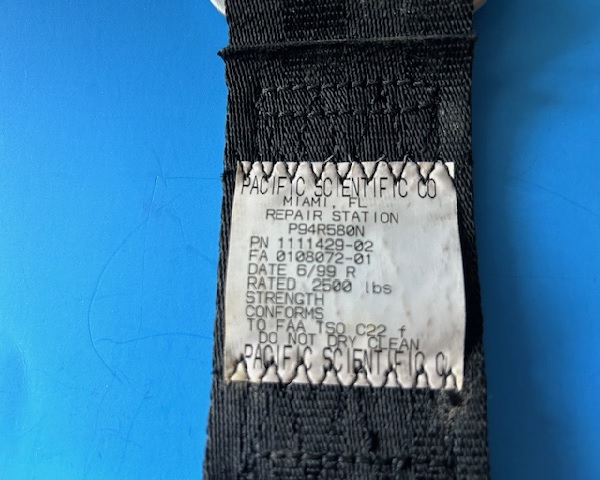 PACIFIC SCIENTIFIC CO
MIAMI, FL
REPAIR STATION
P94R580N
PN 1111429-02
FA 0108072-01
DATE 6/99 R
RATED 2500 lbs
STRENGTH
CONFORMS
TO FAA TSO C22 f
DO NOT DRY CLEAN
PACIFIC SCIENTIFIC C